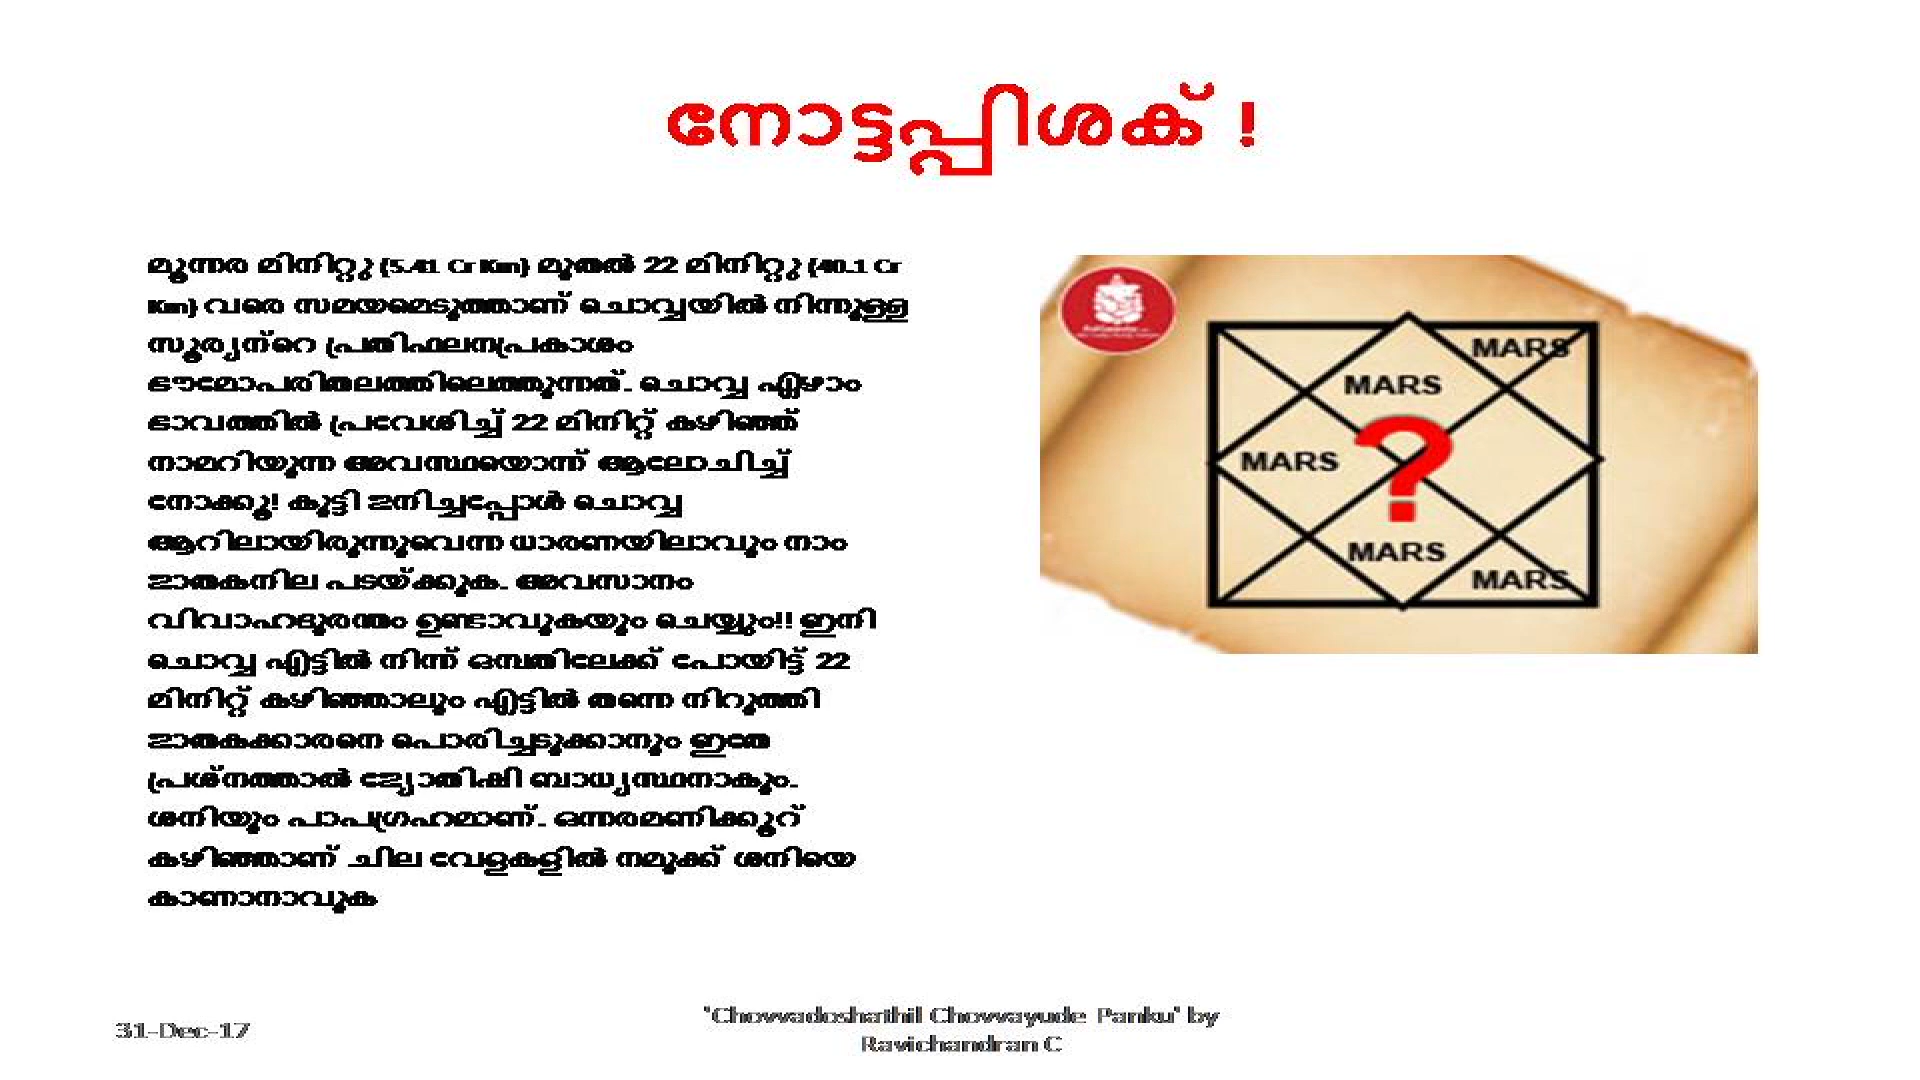 നോട്ടപ്പിശക് !
മൂന്നര മിനിറ്റു (5.41 Cr Km) മുതല്‍ 22 മിനിറ്റു (40.1 Cr
Km) വരെ സമയമെടുത്താണ് ചൊവ്വയില്‍ നിന്നുള്ള
സൂര്യന്‍റെ പ്രതിഫലനപ്രകാശം
ഭൗമോപരിതലത്തിലെത്തുന്നത്. ചൊവ്വ ഏഴാം
ഭാവത്തില്‍ പ്രവേശിച്ച് 22 മിനിറ്റ് കഴിഞ്ഞ്
നാമറിയുന്ന അവസ്ഥയൊന്ന് ആലോചിച്ച്
നോക്കൂ! കുട്ടി ജനിച്ചപ്പോള്‍ ചൊവ്വ
ആറിലായിരുന്നുവെന്ന ധാരണയിലാവും നാം
ജാതകനില പടയ്ക്കുക. അവസാനം
വിവാഹദുരന്തം ഉണ്ടാവുകയും ചെയ്യും!! ഇനി
ചൊവ്വ എട്ടില്‍ നിന്ന് ഒമ്പതിലേക്ക് പോയിട്ട് 22
മിനിറ്റ് കഴിഞ്ഞാലും എട്ടില്‍ തന്നെ നിറുത്തി
ജാതകക്കാരനെ പൊരിച്ചടുക്കാനും ഇതേ
പ്രശ്നത്താല്‍ ജ്യോതിഷി ബാധ്യസ്ഥനാകും.
ശനിയും പാപഗ്രഹമാണ്. ഒന്നരമണിക്കൂറ്
കഴിഞ്ഞാണ് ചില വേളകളില്‍ നമുക്ക് ശനിയെ
കാണാനാവുക
MARS
MARS
MARS
?
MARS
MARS
31-Dec-17
'Chowadoshathil Chowayude Panku' by
Ravichandran C